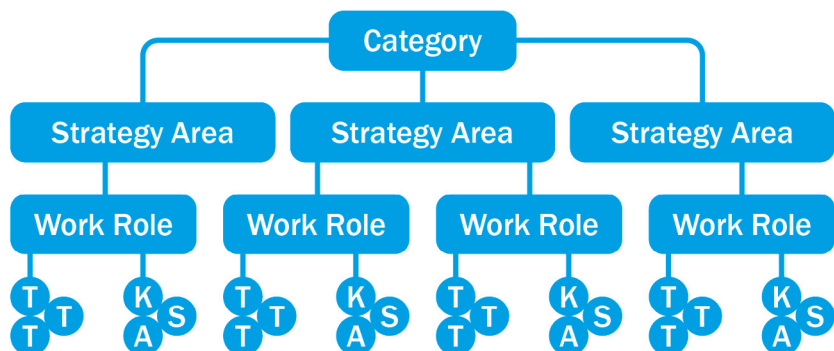 Category
Strategy Area Strategy Area Strategy Area
Work Role Work Role Work Role Work Role
T K T K T K T K
T S T S T S T S
T A T A T A T A